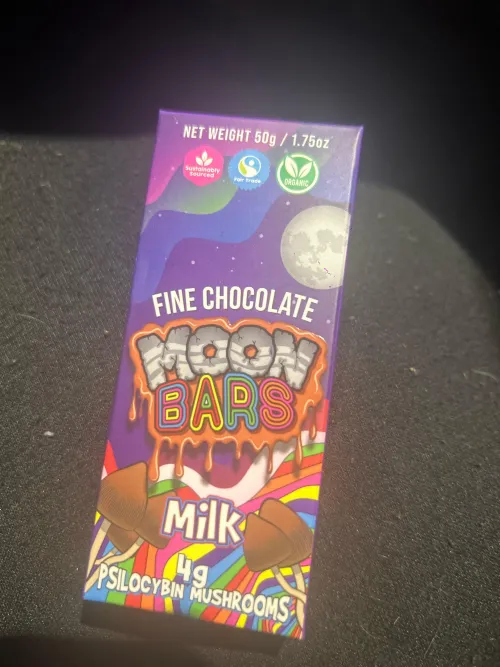 NET WEIGHT 50g / 1.75oz
Sustainably
Sourced
Fair Trade
ORGANIC
FINE CHOCOLATE
MOON
BARS
Milk
4g
PSILOCYBIN MUSHROOMS